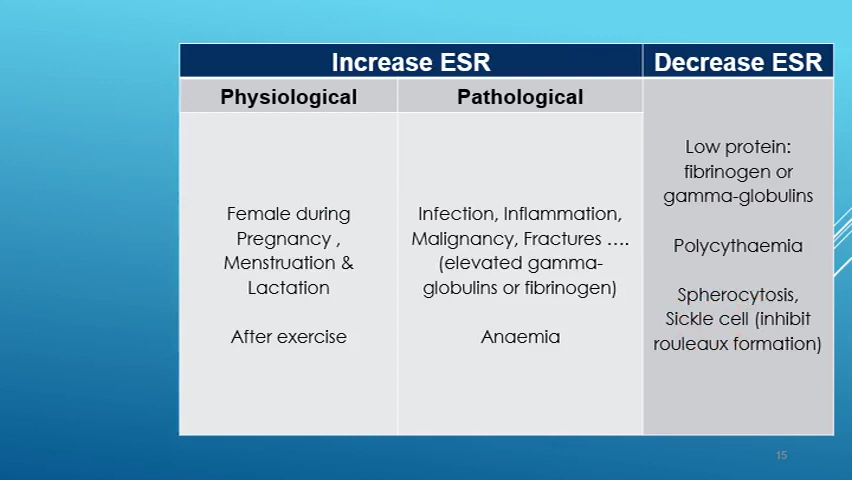 Increase ESR
Decrease ESR
Physiological
Pathological
Female during
Pregnancy ,
Menstruation &
Lactation
After exercise
Infection, Inflammation,
Malignancy, Fractures ....
(elevated gamma-
globulins or fibrinogen)
Anaemia
Low protein:
fibrinogen or
gamma-globulins
Polycythaemia
Spherocytosis,
Sickle cell (inhibit
rouleaux formation)
15